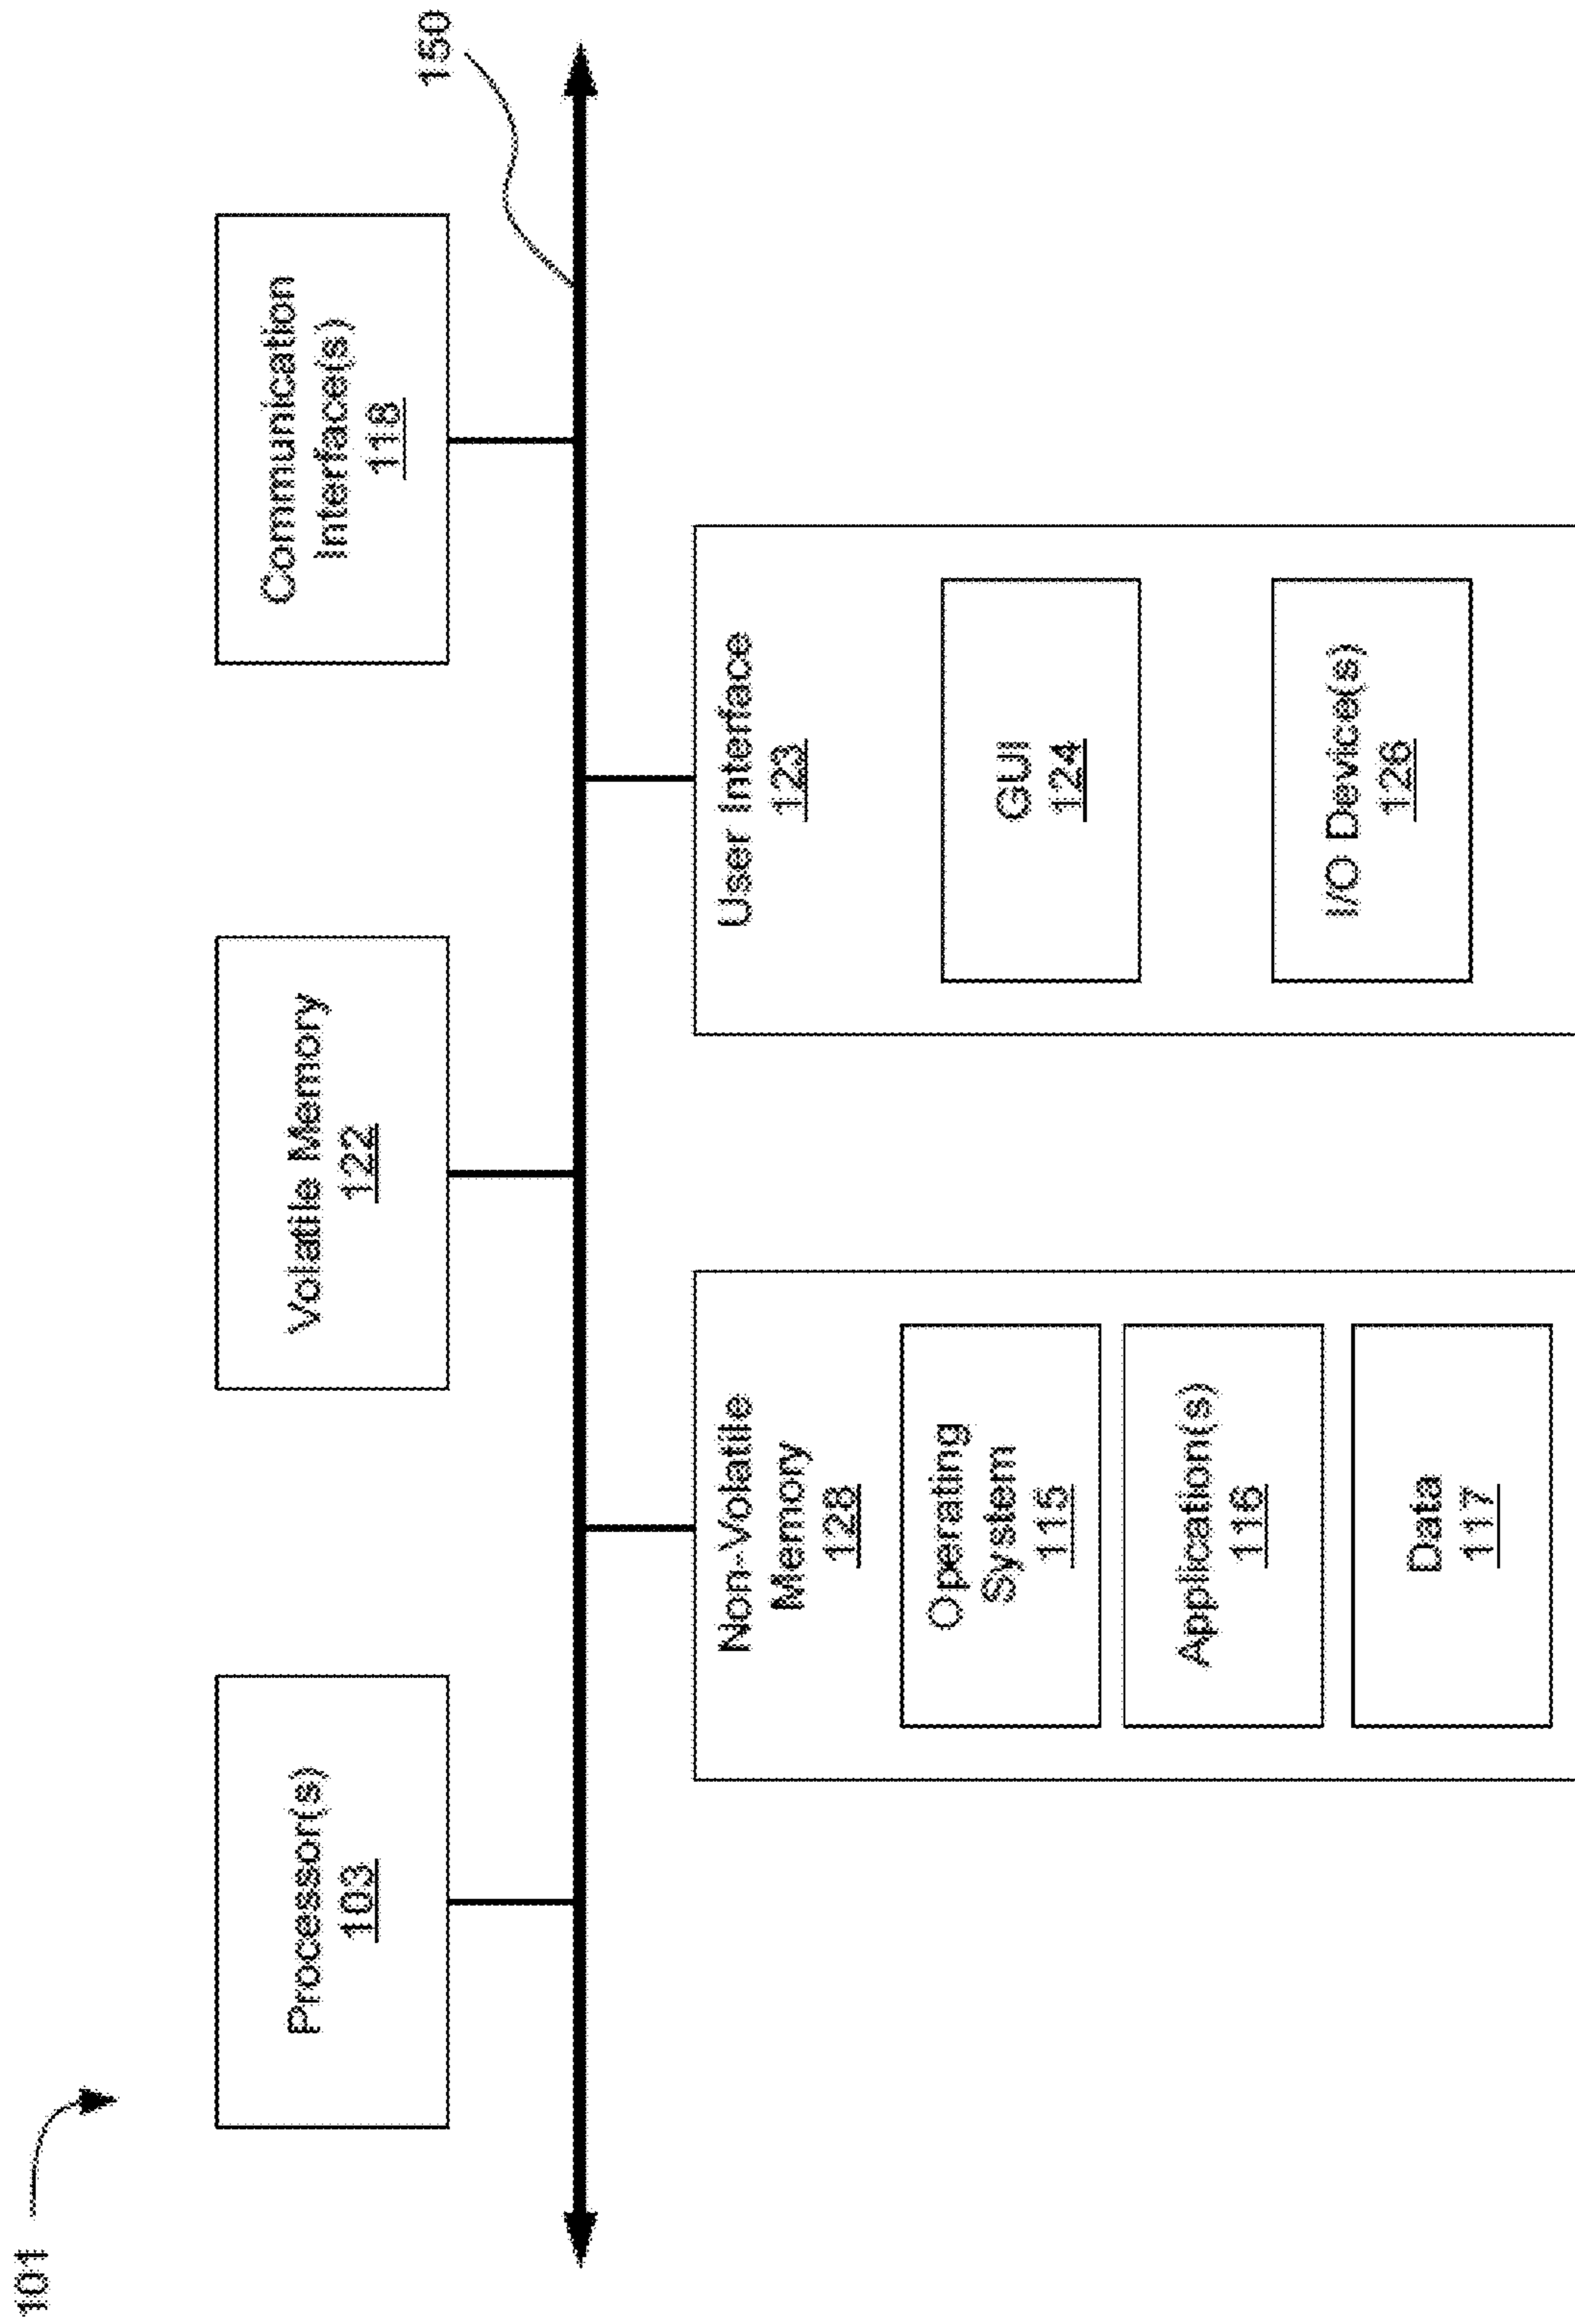 101
Processor(s)
103
Volatile Memory
122
Communication
Interface(s)
118
150
Non-Volatile
Memory
128
Operating
System
115
Application(s)
116
Data
117
User Interface
123
GUI
124
I/O Device(s)
126